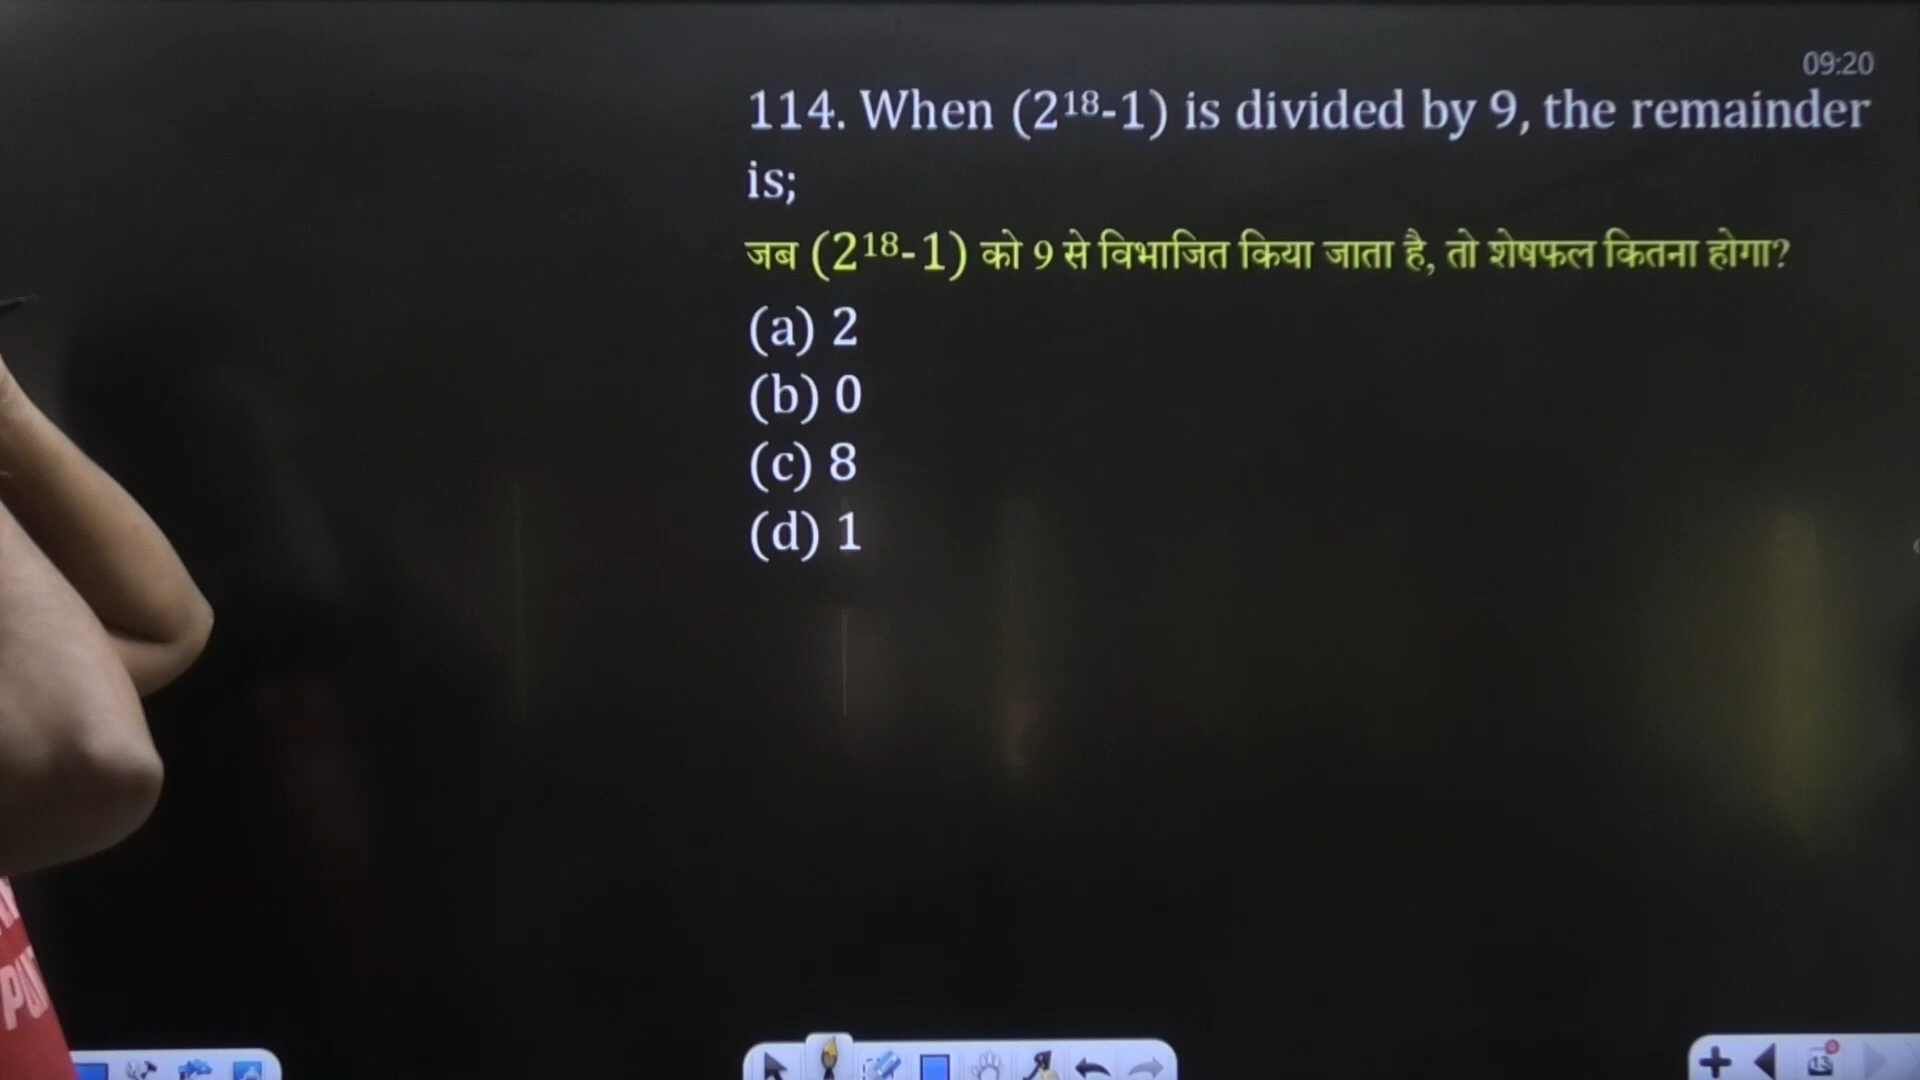 09:20
114. When (2¹⁸-1) is divided by 9, the remainder
is;
जब (2¹⁸-1) को 9 से विभाजित किया जाता है, तो शेषफल कितना होगा?
(a) 2
(b) 0
(c) 8
(d) 1
13